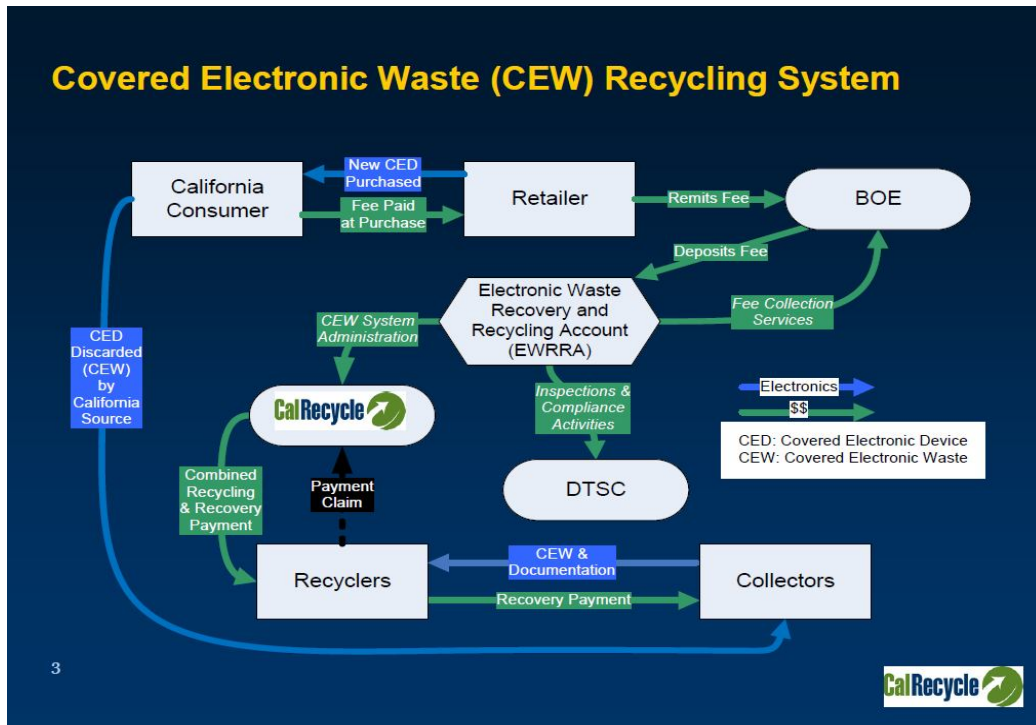 Covered Electronic Waste (CEW) Recycling System
California
Consumer
New CED
Purchased
Fee Paid
at Purchase
Retailer
Remits Fee
BOE
Deposits Fee
Electronic Waste
Recovery and
Recycling Account
(EWRRA)
Fee Collection
Services
CEW System
Administration
CED
Discarded
(CEW)
by
California
Source
Inspections &
Compliance
Activities
Electronics
$$
CED: Covered Electronic Device
CEW: Covered Electronic Waste
CalRecycle
Combined
Recycling
& Recovery
Payment
Payment
Claim
DTSC
Recyclers
CEW &
Documentation
Recovery Payment
Collectors
3
CalRecycle